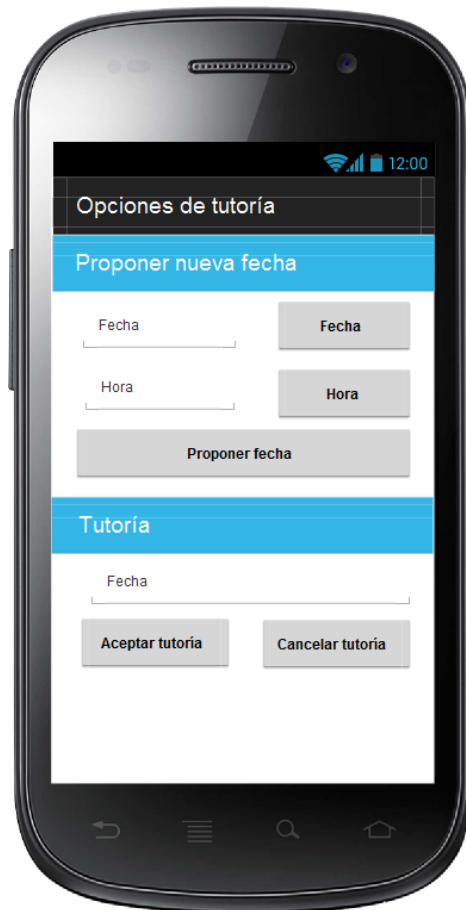 12:00
Opciones de tutoría
Proponer nueva fecha
Fecha
Fecha
Hora
Hora
Proponer fecha
Tutoría
Fecha
Aceptar tutoria
Cancelar tutoria